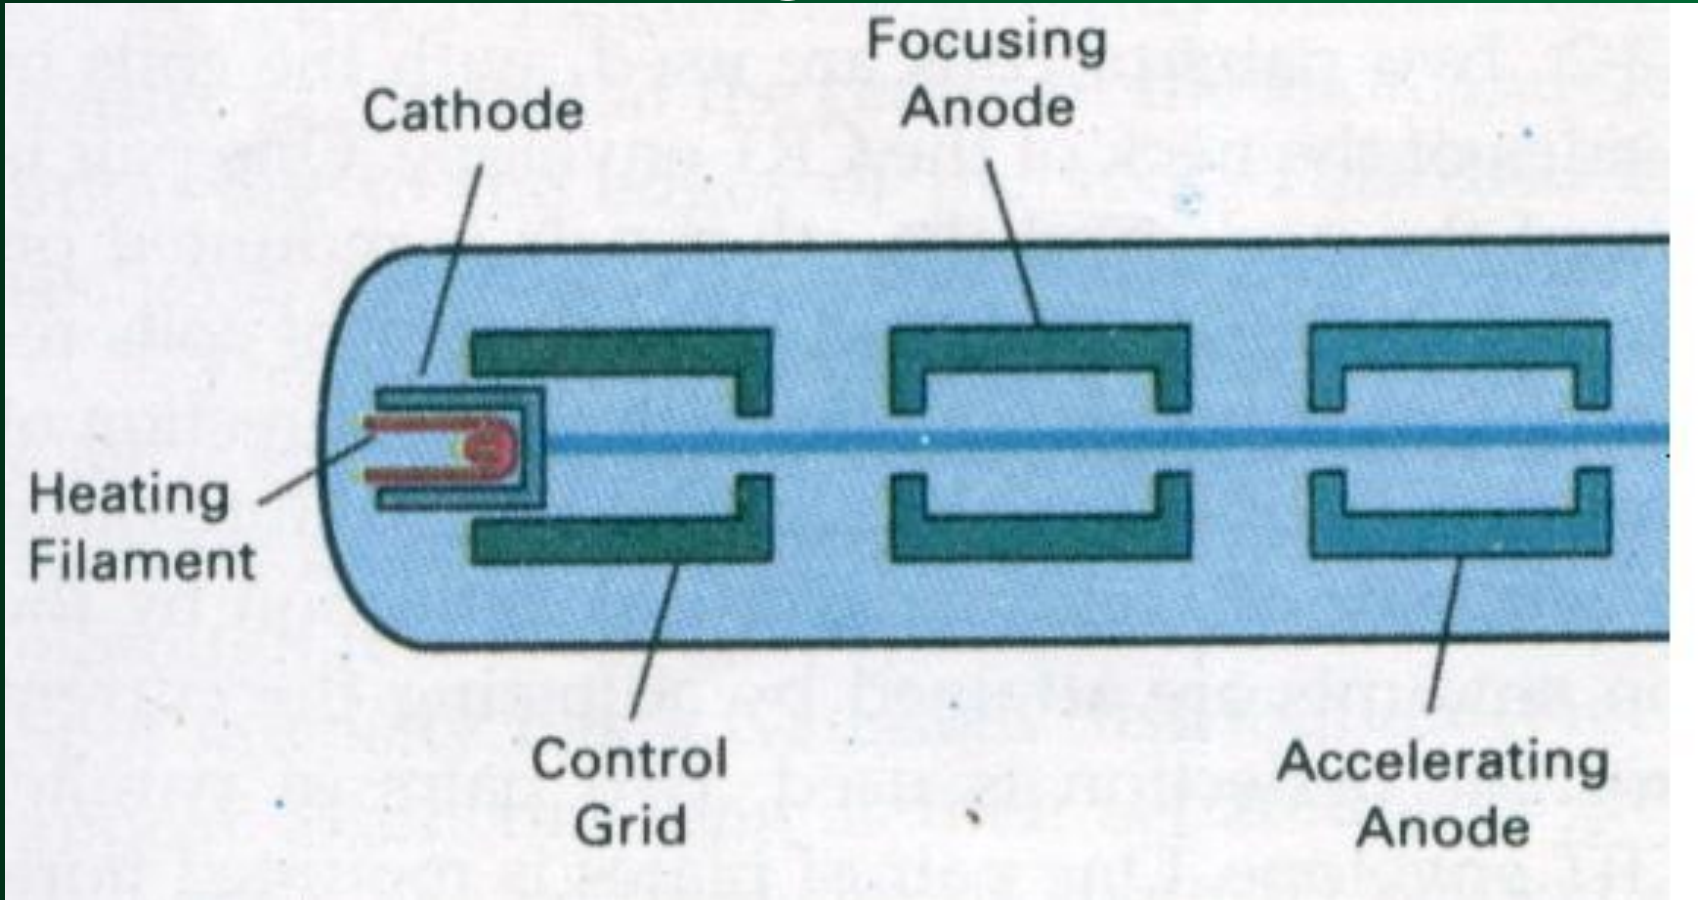 Focusing
Anode
Cathode
Heating
Filament
Control
Grid
Accelerating
Anode